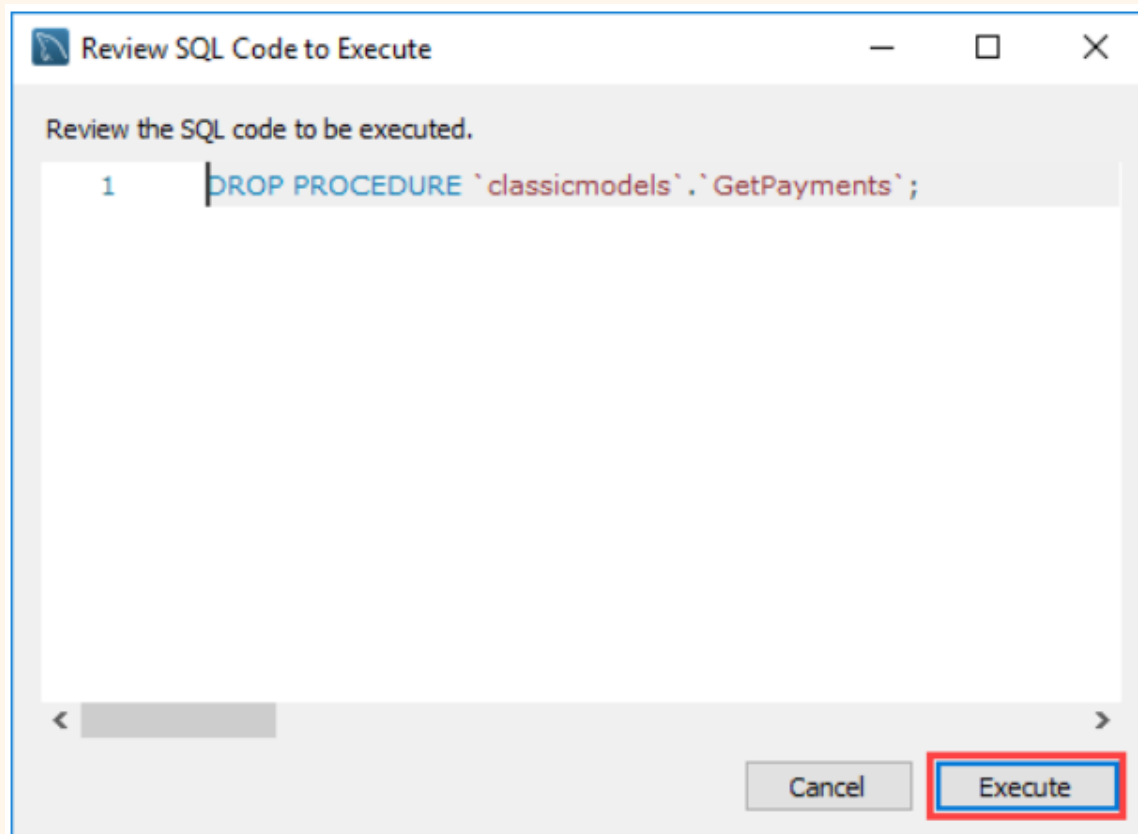 Review SQL Code to Execute
Review the SQL code to be executed.
1 DROP PROCEDURE `classicmodels`.`GetPayments`;
Cancel Execute